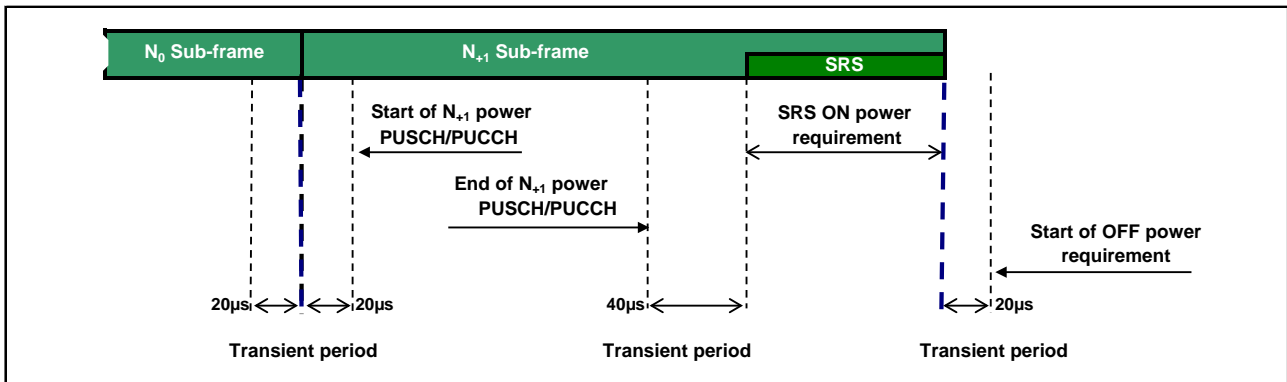 N₀ Sub-frame
N₊₁ Sub-frame
SRS
Start of N₊₁ power
PUSCH/PUCCH
SRS ON power
requirement
End of N₊₁ power
PUSCH/PUCCH
Start of OFF power
requirement
20µs
20µs
40µs
20µs
Transient period
Transient period
Transient period